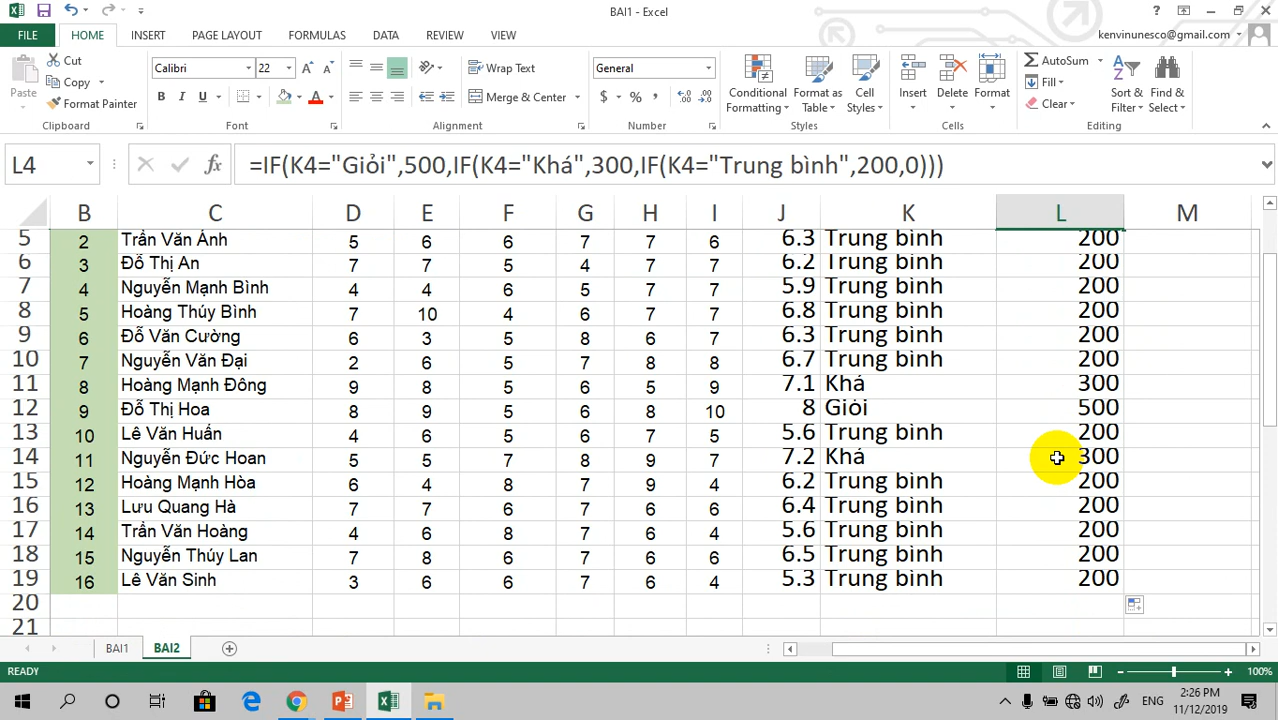 BAI1 - Excel
FILE HOME INSERT PAGE LAYOUT FORMULAS DATA REVIEW VIEW kenvinunesco@gmail.com
Paste Cut Copy Format Painter
Clipboard
Calibri 22
B I U A
Font
Wrap Text
Merge & Center
Alignment
General
$ % ,
Number
Conditional Formatting Format as Table Cell Styles
Styles
Insert Delete Format
Cells
AutoSum Fill Clear Sort & Filter Find & Select
Editing
L4 fx =IF(K4="Giỏi",500,IF(K4="Khá",300,IF(K4="Trung bình",200,0)))
B C D E F G H I J K L M
5 2 Trần Văn Ánh 5 6 6 7 7 6 6.3 Trung bình 200
6 3 Đỗ Thị An 7 7 5 4 7 7 6.2 Trung bình 200
7 4 Nguyễn Mạnh Bình 4 4 6 5 7 7 5.9 Trung bình 200
8 5 Hoàng Thúy Bình 7 10 4 6 7 7 6.8 Trung bình 200
9 6 Đỗ Văn Cường 6 3 5 8 6 7 6.3 Trung bình 200
10 7 Nguyễn Văn Đại 2 6 5 7 8 8 6.7 Trung bình 200
11 8 Hoàng Mạnh Đông 9 8 5 6 5 9 7.1 Khá 300
12 9 Đỗ Thị Hoa 8 9 5 6 8 10 8 Giỏi 500
13 10 Lê Văn Huấn 4 6 5 6 7 5 5.6 Trung bình 200
14 11 Nguyễn Đức Hoan 5 5 7 8 9 7 7.2 Khá 300
15 12 Hoàng Mạnh Hòa 6 4 8 7 9 4 6.2 Trung bình 200
16 13 Lưu Quang Hà 7 7 6 7 6 6 6.4 Trung bình 200
17 14 Trần Văn Hoàng 4 6 8 7 6 4 5.6 Trung bình 200
18 15 Nguyễn Thúy Lan 7 8 6 7 6 6 6.5 Trung bình 200
19 16 Lê Văn Sinh 3 6 6 7 6 4 5.3 Trung bình 200
20
21
BAI1 BAI2
READY 100%
ENG 2:26 PM
11/12/2019